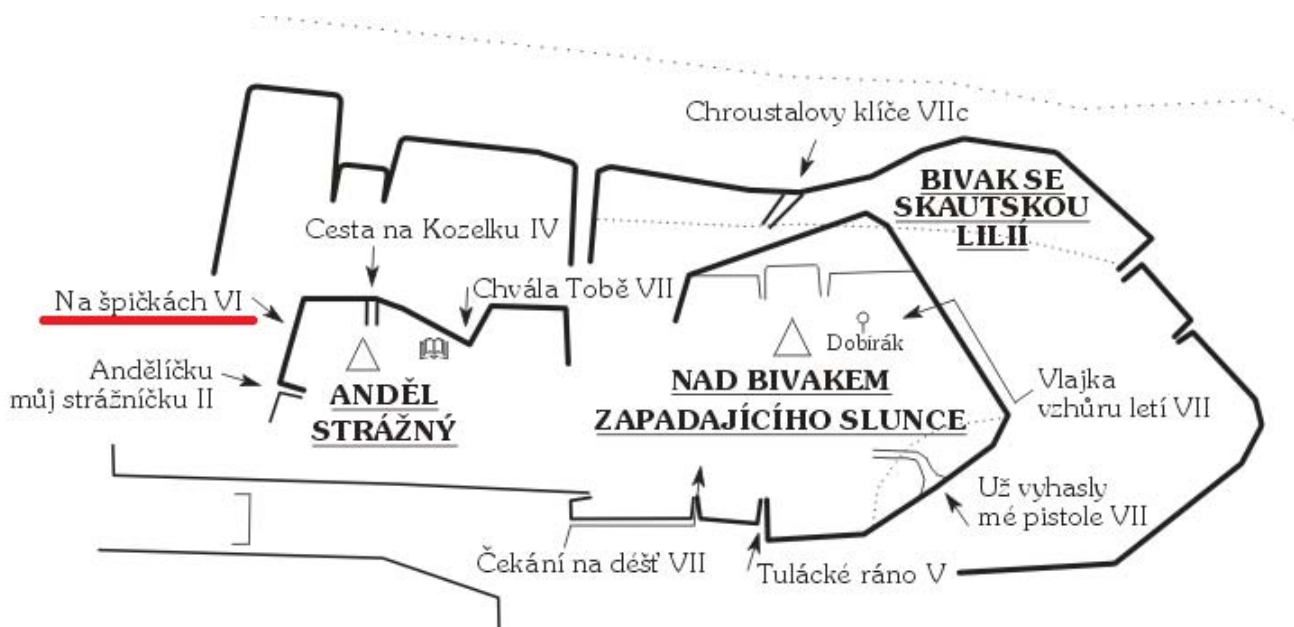 Chroustalovy klíče VIIc
BIVAK SE
SKAUTSKOU
LILIÍ
Cesta na Kozelku IV
Na špičkách VI
Chvála Tobě VII
Andělíčku
můj strážníčku II
ANDĚL
STRÁŽNÝ
Dobirák
NAD BIVAKEM
ZAPADAJÍCÍHO SLUNCE
Vlajka
vzhůru letí VII
Už vyhasly
mé pistole VII
Čekání na déšť VII
Tulácké ráno V